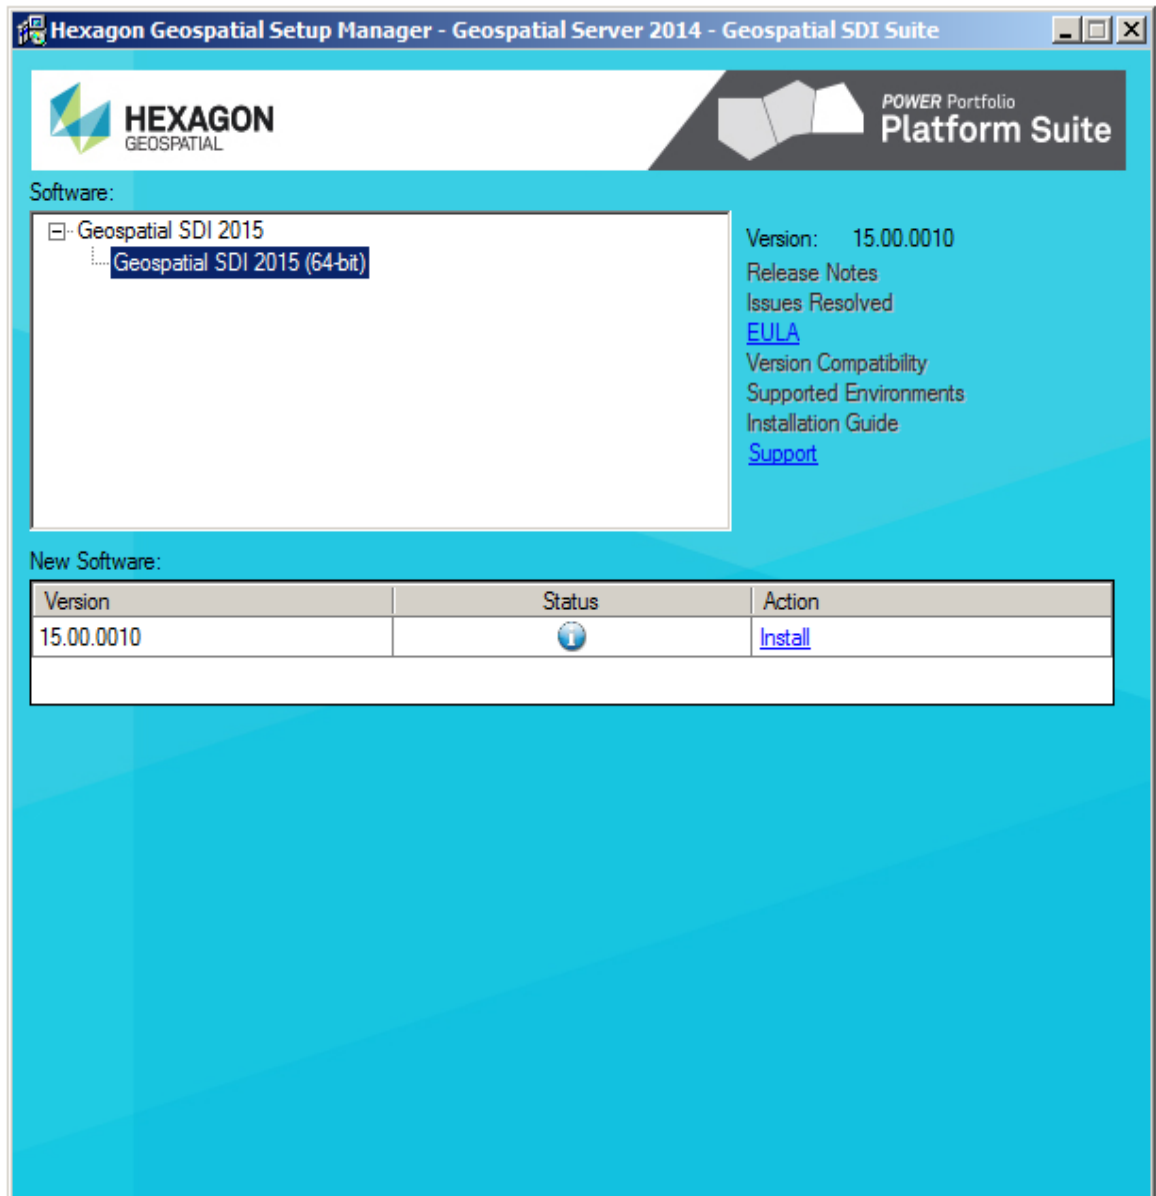 Hexagon Geospatial Setup Manager - Geospatial Server 2014 - Geospatial SDI Suite
HEXAGON
GEOSPATIAL
POWER Portfolio
Platform Suite
Software:
Geospatial SDI 2015
Geospatial SDI 2015 (64-bit)
Version: 15.00.0010
Release Notes
Issues Resolved
EULA
Version Compatibility
Supported Environments
Installation Guide
Support
New Software:
Version Status Action
15.00.0010 Install